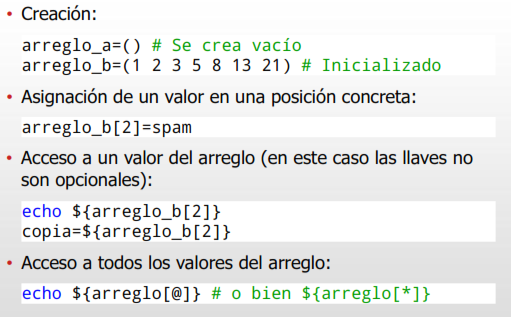 • Creación:
arreglo_a=() # Se crea vacío
arreglo_b=(1 2 3 5 8 13 21) # Inicializado
• Asignación de un valor en una posición concreta:
arreglo_b[2]=spam
• Acceso a un valor del arreglo (en este caso las llaves no
son opcionales):
echo ${arreglo_b[2]}
copia=${arreglo_b[2]}
• Acceso a todos los valores del arreglo:
echo ${arreglo[@]} # o bien ${arreglo[*]}